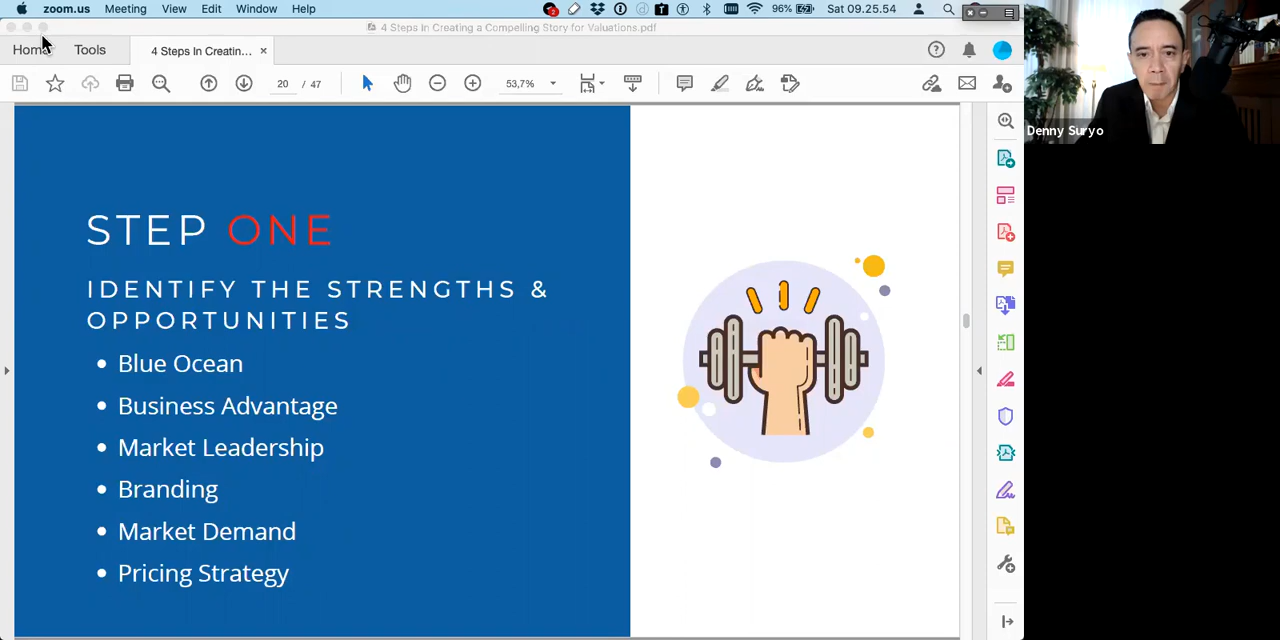 zoom.us Meeting View Edit Window Help 96% Sat 09.25.54
4 Steps In Creating a Compelling Story for Valuations.pdf
Home Tools 4 Steps In Creatin... ×
20 / 47 53,7%
Denny Suryo
STEP ONE
IDENTIFY THE STRENGTHS &
OPPORTUNITIES
• Blue Ocean
• Business Advantage
• Market Leadership
• Branding
• Market Demand
• Pricing Strategy